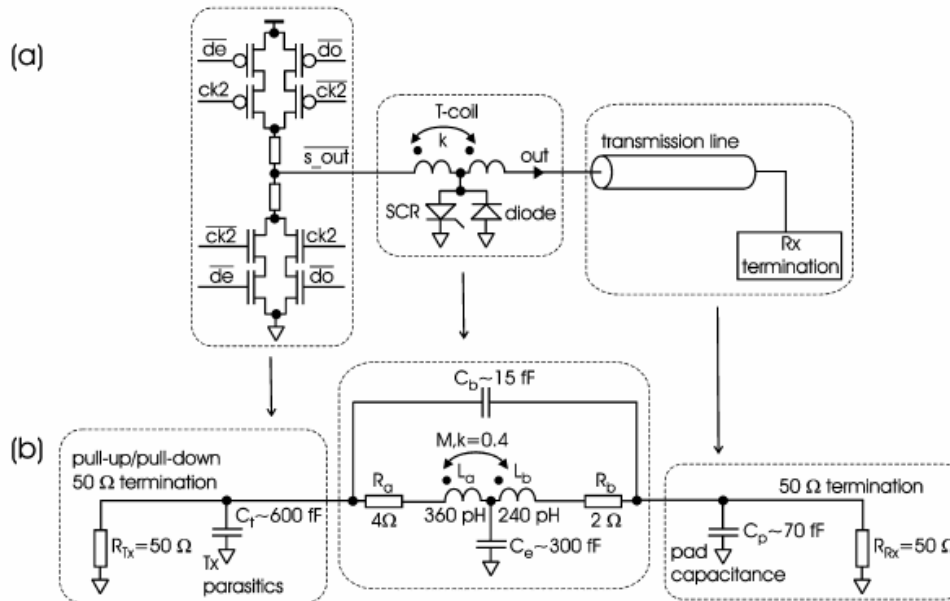 (a)
de
do
ck2
ck2
s_out
ck2
ck2
de
do
T-coil
k
out
SCR
diode
transmission line
Rx
termination
(b)
pull-up/pull-down
50 Ω termination
R_Tx=50 Ω
C_t~600 fF
Tx
parasitics
C_b~15 fF
M,k=0.4
R_a
L_a
L_b
R_b
4Ω
360 pH
240 pH
2 Ω
C_e~300 fF
50 Ω termination
C_p~70 fF
pad
capacitance
R_Rx=50 Ω